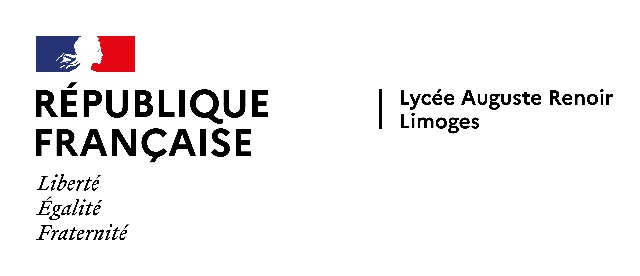 RÉPUBLIQUE
FRANÇAISE
Liberté
Égalité
Fraternité
Lycée Auguste Renoir
Limoges